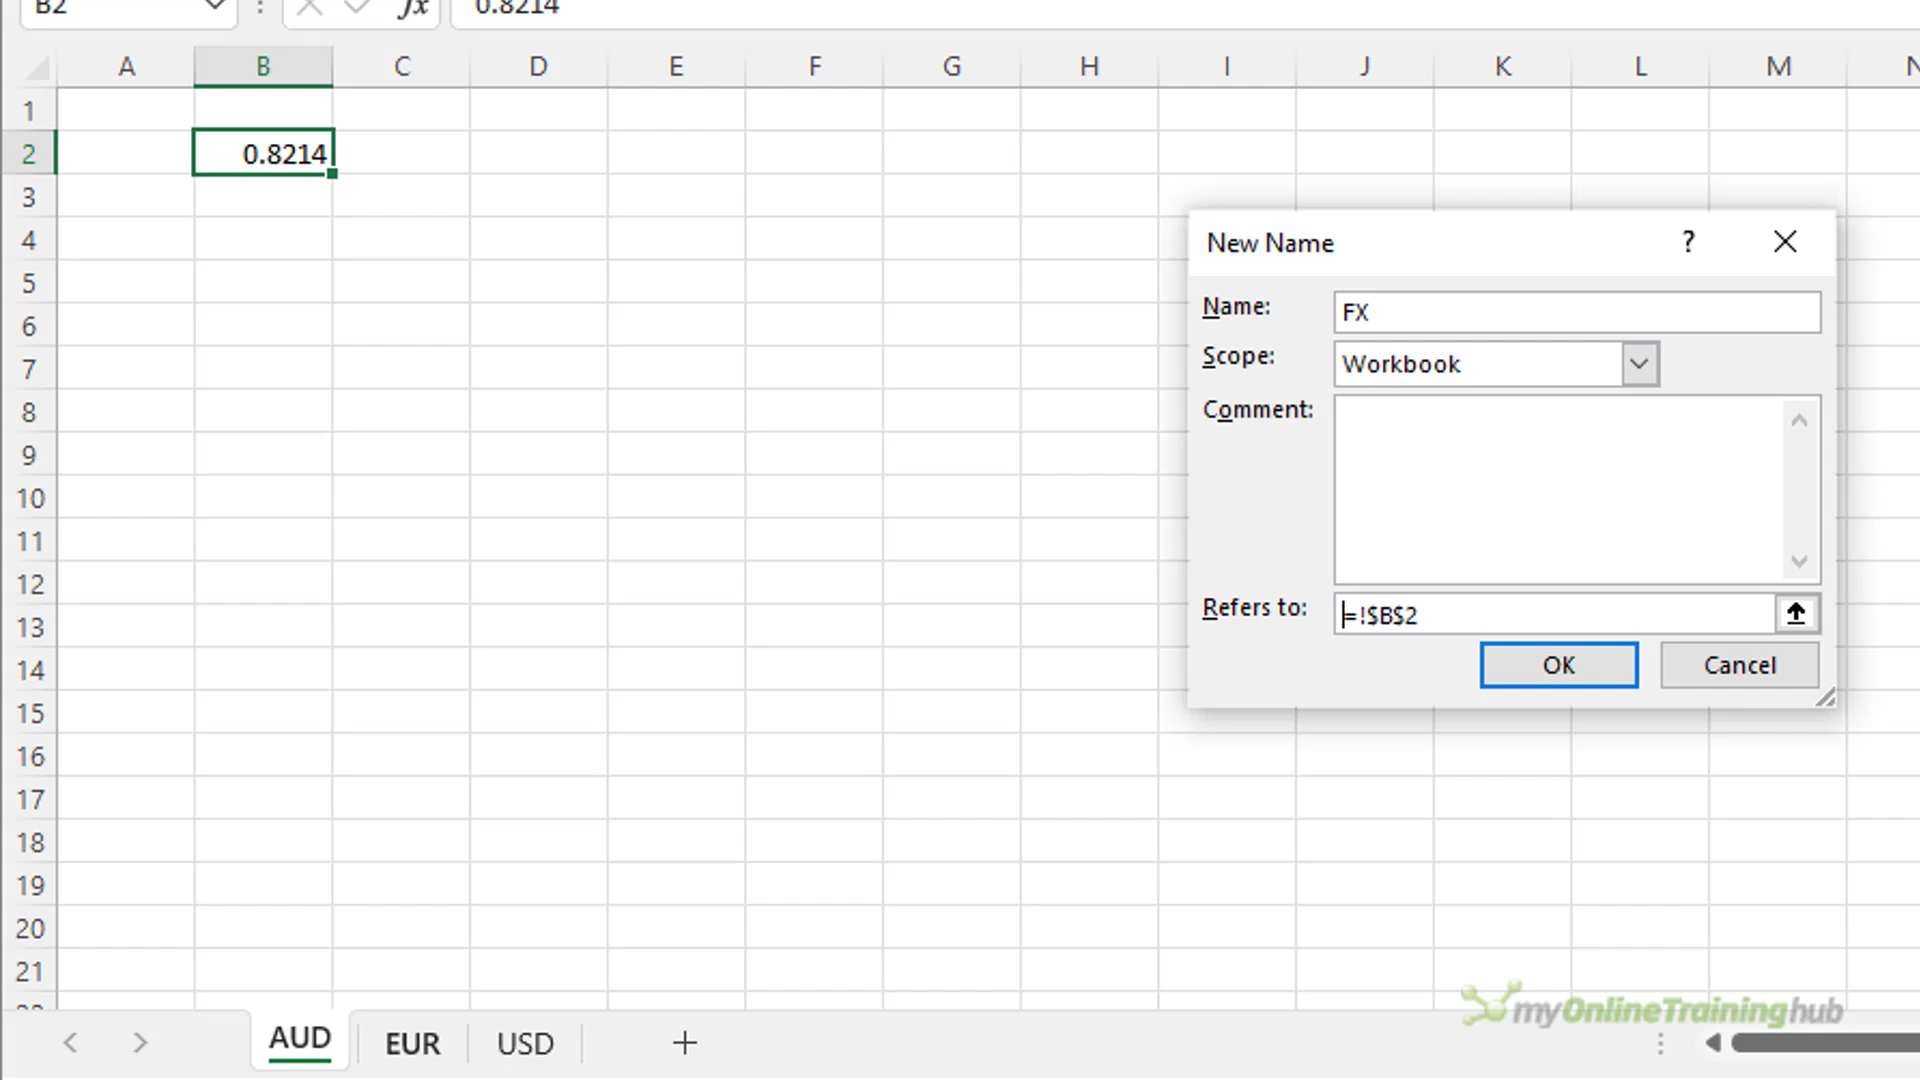 B2 fx 0.8214
A B C D E F G H I J K L M N
1
2 0.8214
3
4
5
6
7
8
9
10
11
12
13
14
15
16
17
18
19
20
21
New Name ?
Name: FX
Scope: Workbook
Comment:
Refers to: =!$B$2
OK Cancel
myOnlineTraininghub
AUD EUR USD +